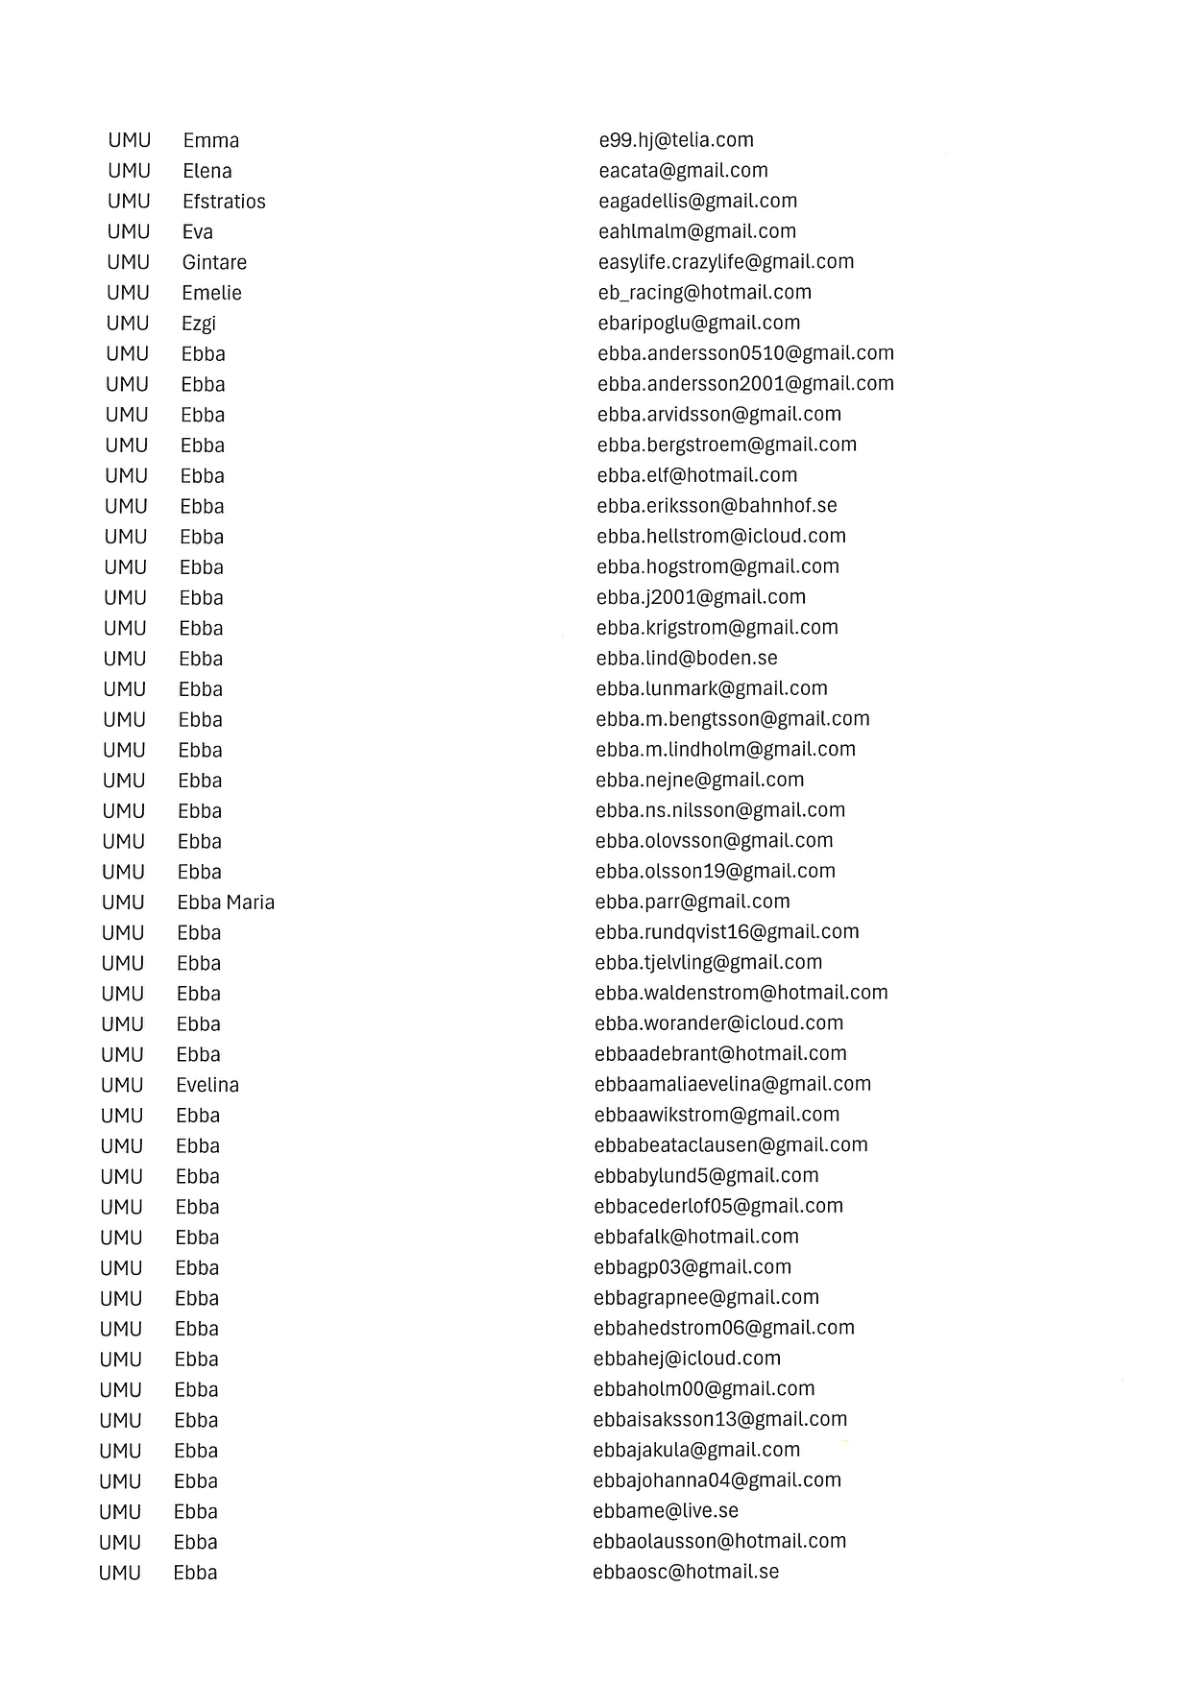 UMU Emma e99.hj@telia.com
UMU Elena eacata@gmail.com
UMU Efstratios eagadellis@gmail.com
UMU Eva eahlmalm@gmail.com
UMU Gintare easylife.crazylife@gmail.com
UMU Emelie eb_racing@hotmail.com
UMU Ezgi ebaripoglu@gmail.com
UMU Ebba ebba.andersson0510@gmail.com
UMU Ebba ebba.andersson2001@gmail.com
UMU Ebba ebba.arvidsson@gmail.com
UMU Ebba ebba.bergstroem@gmail.com
UMU Ebba ebba.elf@hotmail.com
UMU Ebba ebba.eriksson@bahnhof.se
UMU Ebba ebba.hellstrom@icloud.com
UMU Ebba ebba.hogstrom@gmail.com
UMU Ebba ebba.j2001@gmail.com
UMU Ebba ebba.krigstrom@gmail.com
UMU Ebba ebba.lind@boden.se
UMU Ebba ebba.lunmark@gmail.com
UMU Ebba ebba.m.bengtsson@gmail.com
UMU Ebba ebba.m.lindholm@gmail.com
UMU Ebba ebba.nejne@gmail.com
UMU Ebba ebba.ns.nilsson@gmail.com
UMU Ebba ebba.olovsson@gmail.com
UMU Ebba ebba.olsson19@gmail.com
UMU Ebba Maria ebba.parr@gmail.com
UMU Ebba ebba.rundqvist16@gmail.com
UMU Ebba ebba.tjelvling@gmail.com
UMU Ebba ebba.waldenstrom@hotmail.com
UMU Ebba ebba.worander@icloud.com
UMU Ebba ebbaadebrant@hotmail.com
UMU Evelina ebbaamaliaevelina@gmail.com
UMU Ebba ebbaawikstrom@gmail.com
UMU Ebba ebbabeataclausen@gmail.com
UMU Ebba ebbabylund5@gmail.com
UMU Ebba ebbacederlof05@gmail.com
UMU Ebba ebbafalk@hotmail.com
UMU Ebba ebbagp03@gmail.com
UMU Ebba ebbagrapnee@gmail.com
UMU Ebba ebbahedstrom06@gmail.com
UMU Ebba ebbahej@icloud.com
UMU Ebba ebbaholm00@gmail.com
UMU Ebba ebbaisaksson13@gmail.com
UMU Ebba ebbajakula@gmail.com
UMU Ebba ebbajohanna04@gmail.com
UMU Ebba ebbame@live.se
UMU Ebba ebbaolausson@hotmail.com
UMU Ebba ebbaosc@hotmail.se